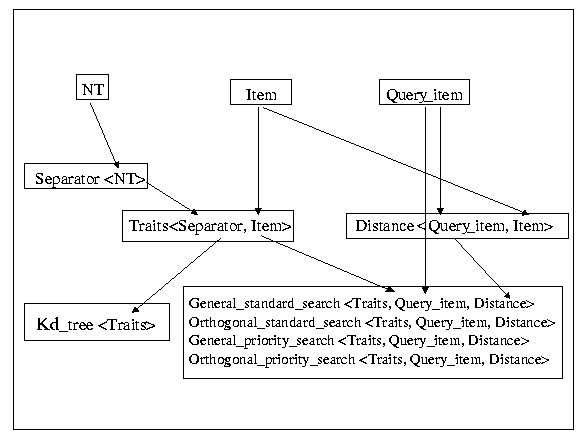 NT
Item
Query_item
Separator <NT>
Traits<Separator, Item>
Distance < Query_item, Item>
Kd_tree <Traits>
General_standard_search <Traits, Query_item, Distance>
Orthogonal_standard_search <Traits, Query_item, Distance>
General_priority_search <Traits, Query_item, Distance>
Orthogonal_priority_search <Traits, Query_item, Distance>